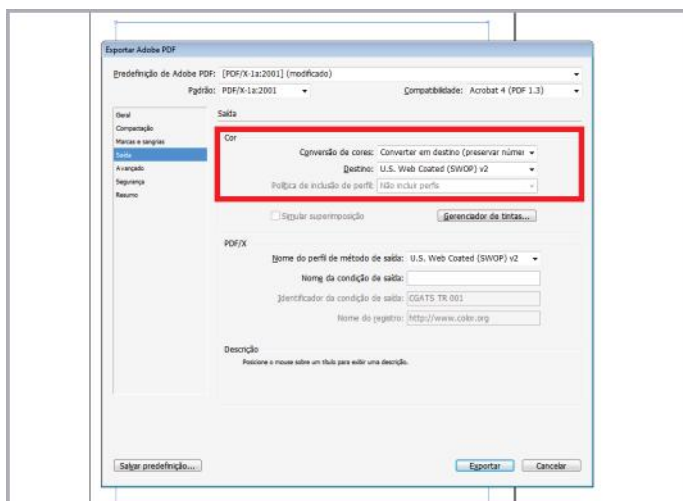 Exportar Adobe PDF
Predefinição de Adobe PDF: [PDF/X-1a:2001] (modificado)
Padrão: PDF/X-1a:2001 Compatibilidade: Acrobat 4 (PDF 1.3)
Geral
Compactação
Marcas e sangrias
Saída
Avançado
Segurança
Resumo
Saída
Cor
Conversão de cores: Converter em destino (preservar númer
Destino: U.S. Web Coated (SWOP) v2
Política de inclusão de perfil: Não incluir perfis
Simular superimposição Gerenciador de tintas...
PDF/X
Nome do perfil de método de saída: U.S. Web Coated (SWOP) v2
Nome da condição de saída:
Identificador da condição de saída: CGATS TR 001
Nome do registro: http://www.color.org
Descrição
Posicione o mouse sobre um título para exibir uma descrição.
Salvar predefinição... Exportar Cancelar